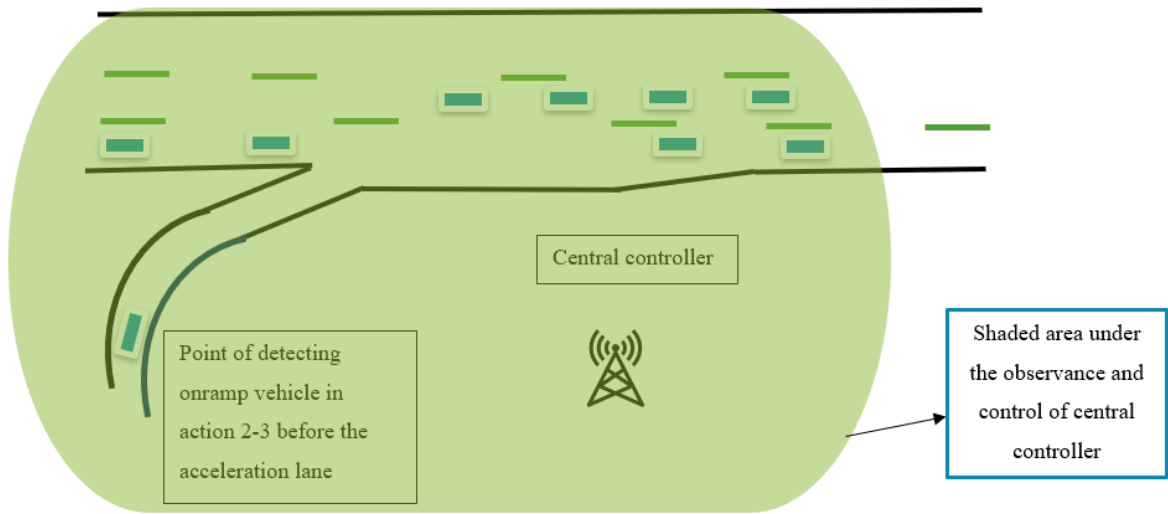 Central controller
Point of detecting
onramp vehicle in
action 2-3 before the
acceleration lane
Shaded area under
the observance and
control of central
controller